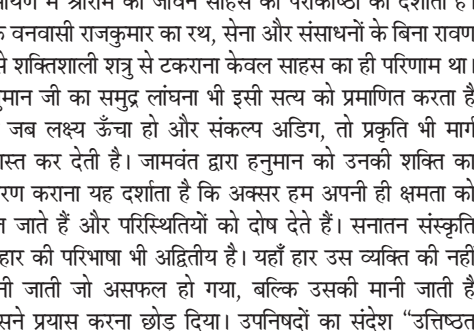 में श्रीराम का जीवन साहस की पराकाष्ठा को दर्शाता है।
वनवासी राजकुमार का रथ, सेना और संसाधनों के बिना रावण
शक्तिशाली शत्रु से टकराना केवल साहस का ही परिणाम था।
जी का समुद्र लांघना भी इसी सत्य को प्रमाणित करता है
जब लक्ष्य ऊँचा हो और संकल्प अडिग, तो प्रकृति भी मार्ग
कर देती है। जामवंत द्वारा हनुमान को उनकी शक्ति का
कराना यह दर्शाता है कि अक्सर हम अपनी ही क्षमता को
जाते हैं और परिस्थितियों को दोष देते हैं। सनातन संस्कृति
हार की परिभाषा भी अद्वितीय है। यहाँ हार उस व्यक्ति की नहीं
जाती जो असफल हो गया, बल्कि उसकी मानी जाती है
प्रयास करना छोड़ दिया। उपनिषदों का संदेश “उत्तिष्ठत